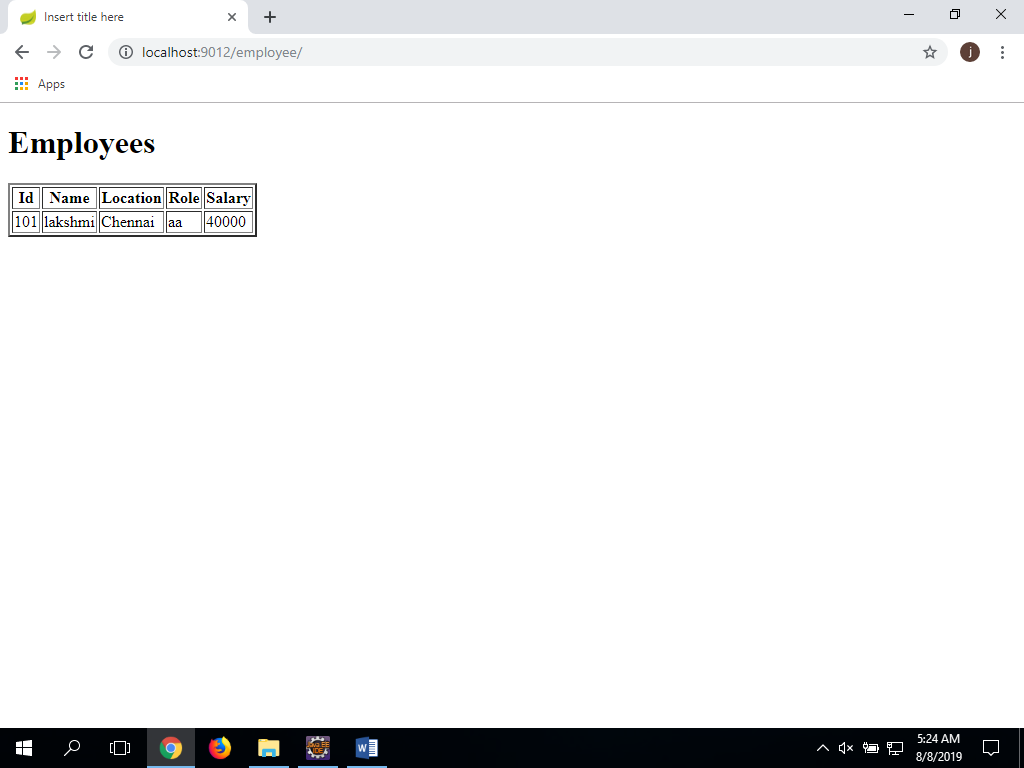 Insert title here
localhost:9012/employee/
j
Apps
Employees
Id Name Location Role Salary
101 lakshmi Chennai aa 40000
W
5:24 AM
8/8/2019